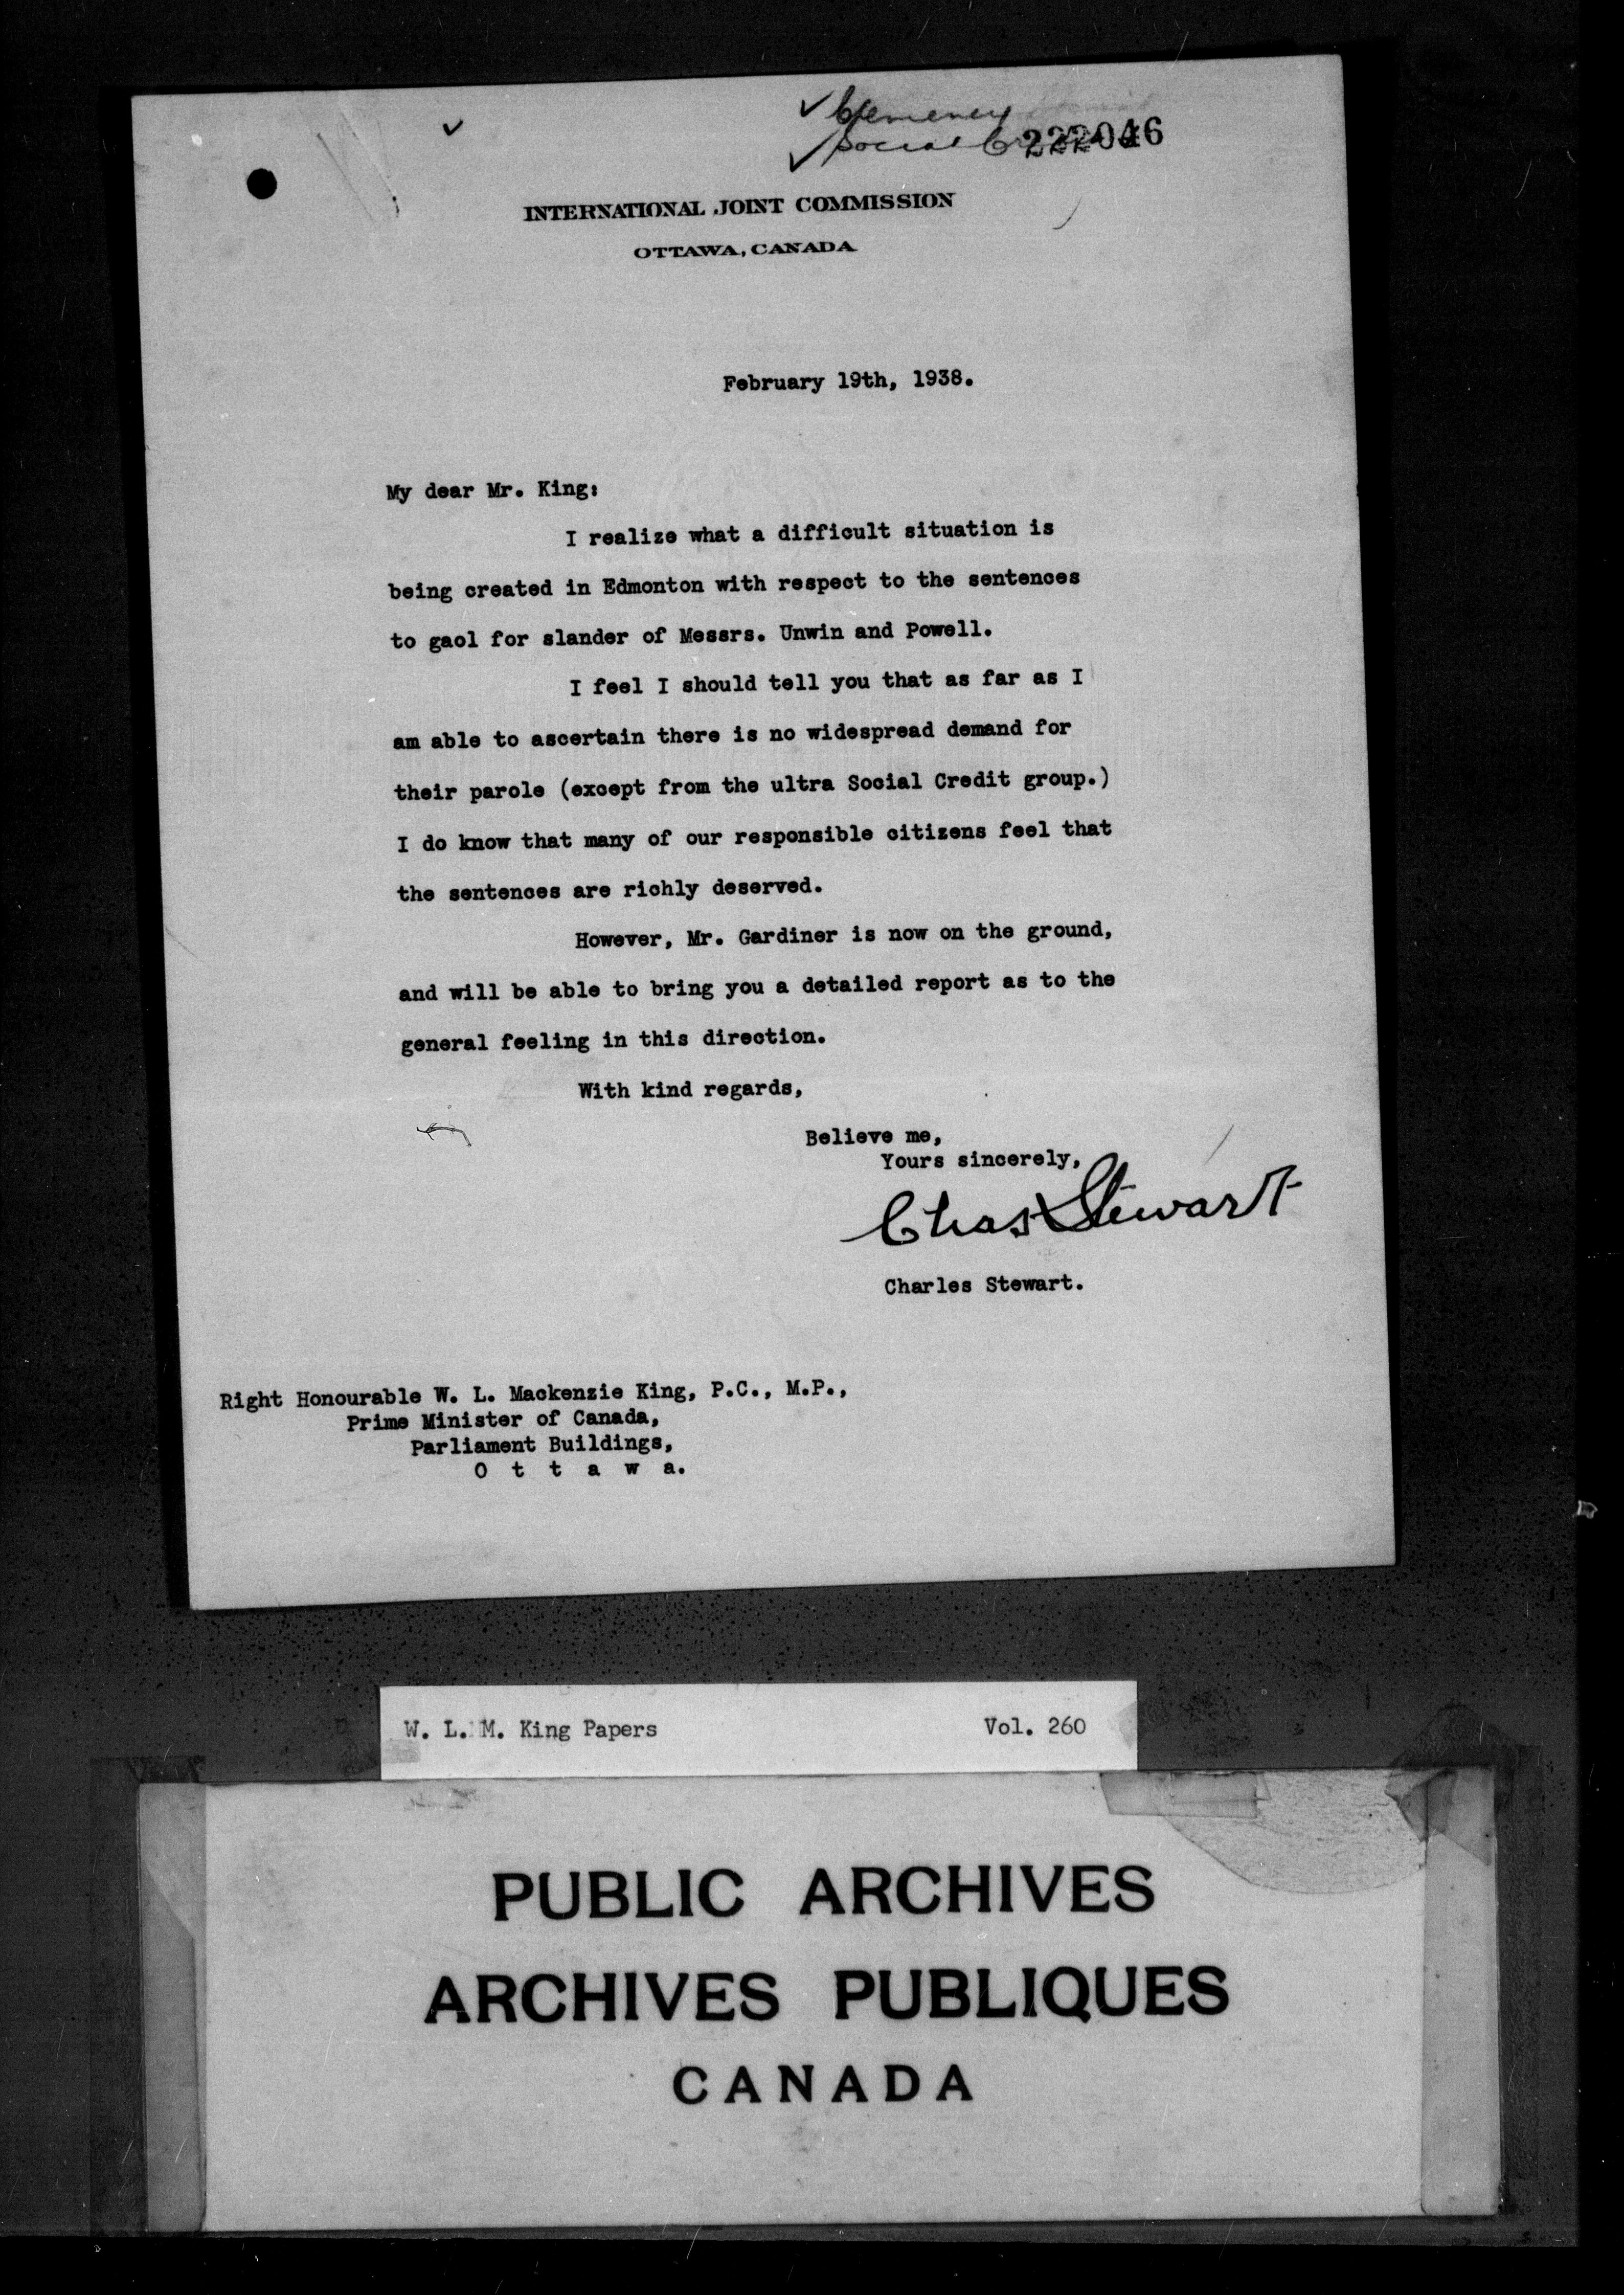 Clemency
Social Credit
222046
INTERNATIONAL JOINT COMMISSION
OTTAWA, CANADA
February 19th, 1938.
My dear Mr. King:
I realize what a difficult situation is
being created in Edmonton with respect to the sentences
to gaol for slander of Messrs. Unwin and Powell.
I feel I should tell you that as far as I
am able to ascertain there is no widespread demand for
their parole (except from the ultra Social Credit group.)
I do know that many of our responsible citizens feel that
the sentences are richly deserved.
However, Mr. Gardiner is now on the ground,
and will be able to bring you a detailed report as to the
general feeling in this direction.
With kind regards,
Believe me,
Yours sincerely,
Chas Stewart
Charles Stewart.
Right Honourable W. L. Mackenzie King, P.C., M.P.,
Prime Minister of Canada,
Parliament Buildings,
O t t a w a.
W. L. M. King Papers Vol. 260
PUBLIC ARCHIVES
ARCHIVES PUBLIQUES
CANADA